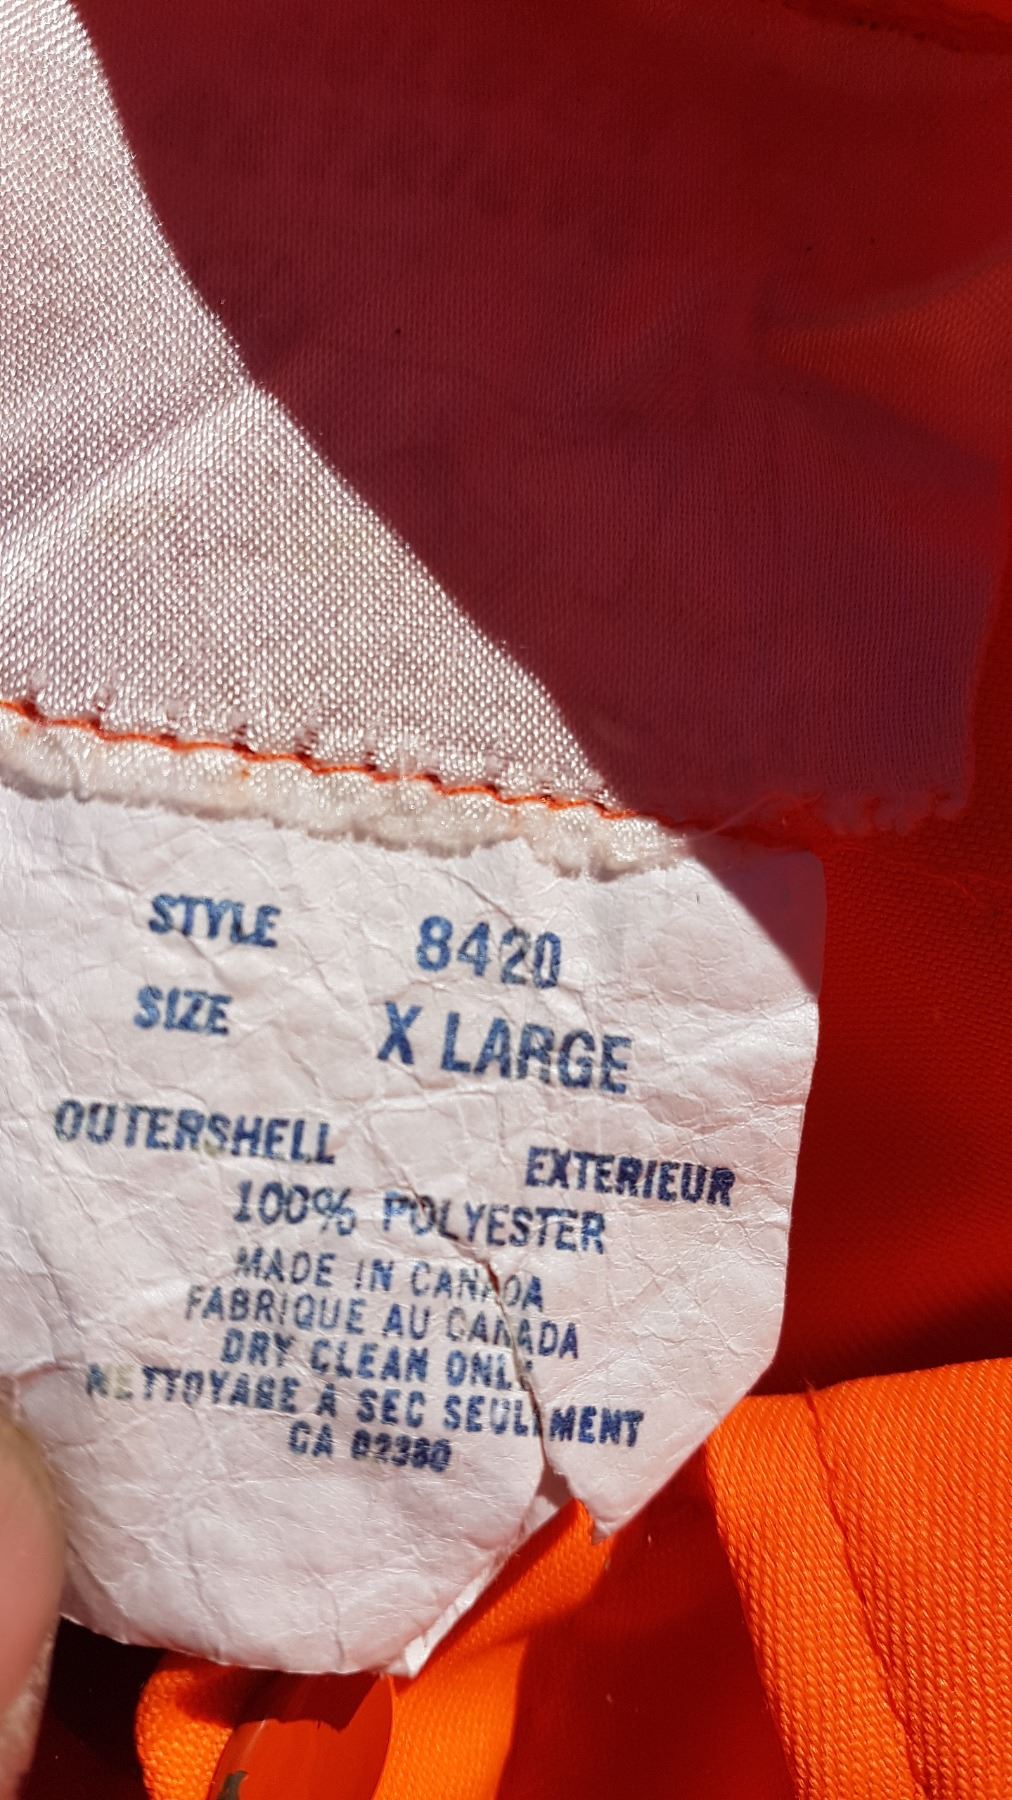 STYLE 8420
SIZE X LARGE
OUTERSHELL EXTERIEUR
100% POLYESTER
MADE IN CANADA
FABRIQUE AU CANADA
DRY CLEAN ONLY
NETTOYAGE A SEC SEULEMENT
CA 02380